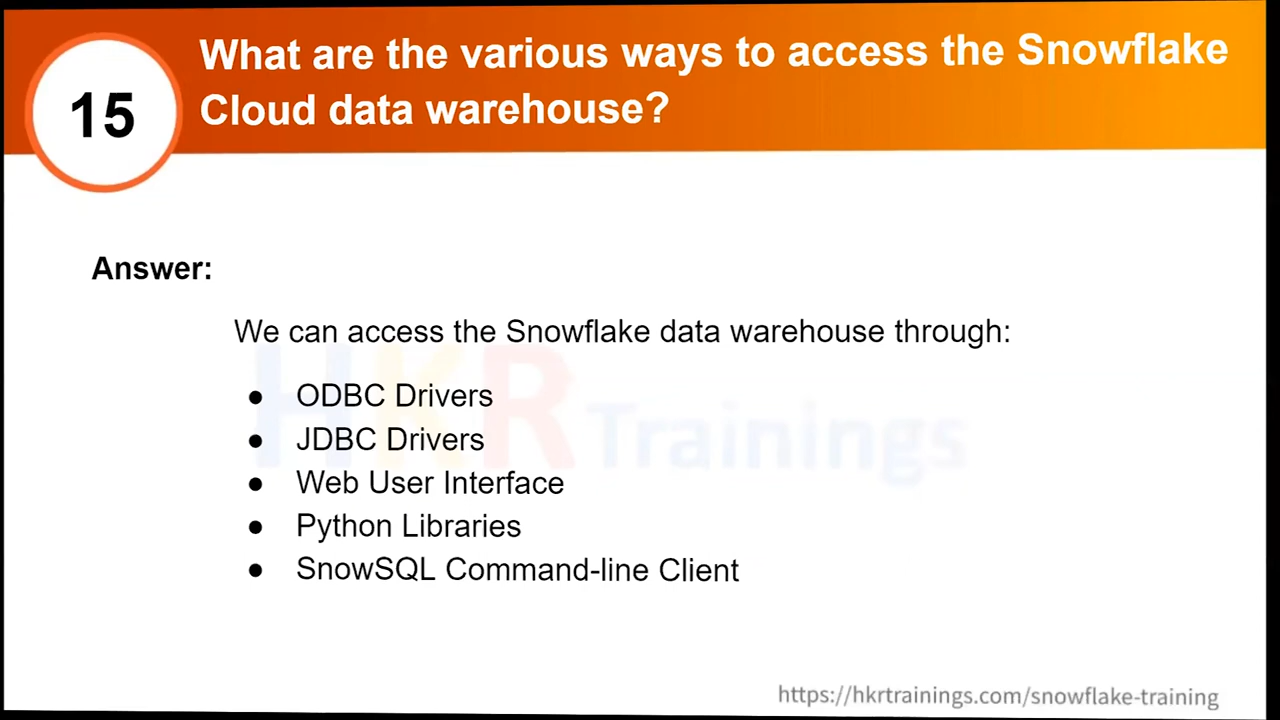 15
What are the various ways to access the Snowflake
Cloud data warehouse?
Answer:
We can access the Snowflake data warehouse through:
● ODBC Drivers
● JDBC Drivers
● Web User Interface
● Python Libraries
● SnowSQL Command-line Client
HKR Trainings
https://hkrtrainings.com/snowflake-training